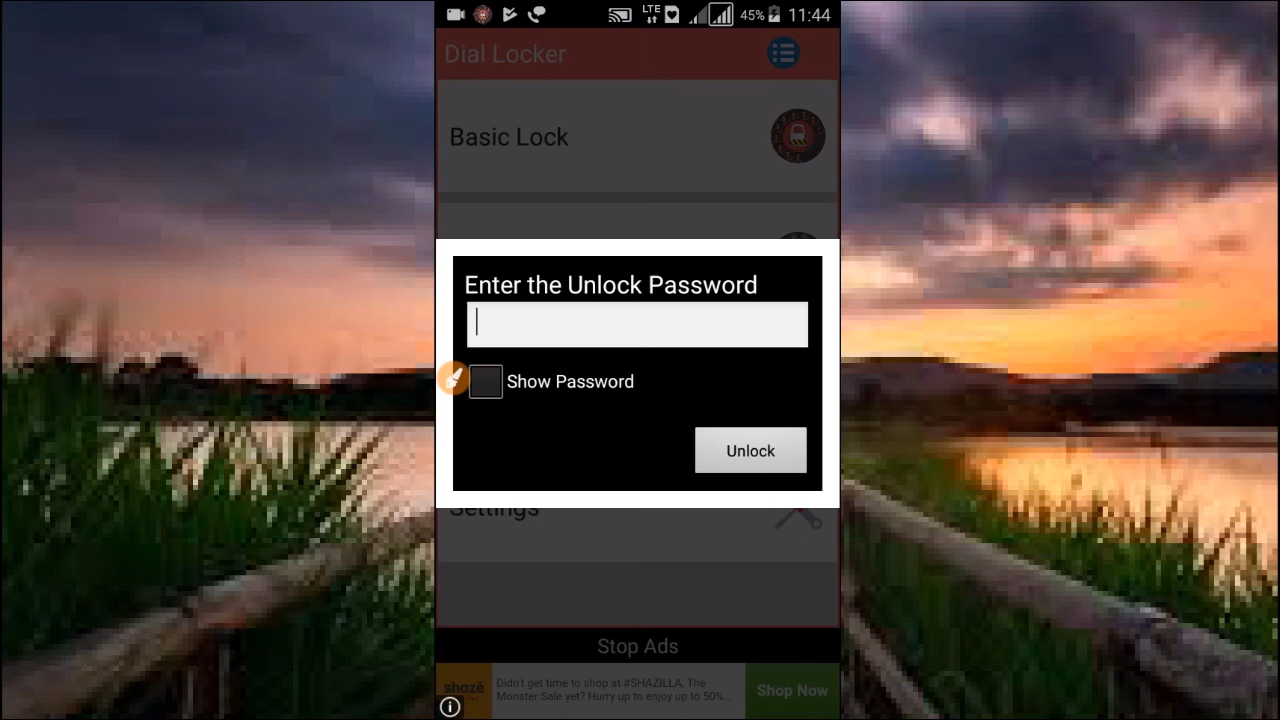 LTE 45% 11:44
Dial Locker
Basic Lock
Enter the Unlock Password
Show Password
Unlock
Settings
Stop Ads
shazé
Didn't get time to shop at #SHAZILLA, The
Monster Sale yet? Hurry up to enjoy up to 50%...
Shop Now